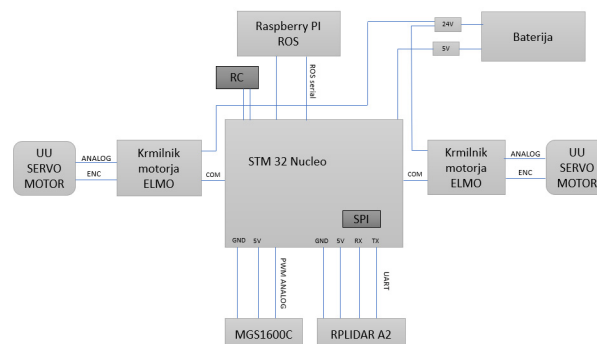 Raspberry PI
ROS
24V
5V
Baterija
RC
ROS serial
UU
SERVO
MOTOR
ANALOG
ENC
Krmilnik
motorja
ELMO
COM
STM 32 Nucleo
SPI
COM
Krmilnik
motorja
ELMO
ANALOG
ENC
UU
SERVO
MOTOR
GND 5V
PWM ANALOG
GND 5V RX TX
UART
MGS1600C
RPLIDAR A2